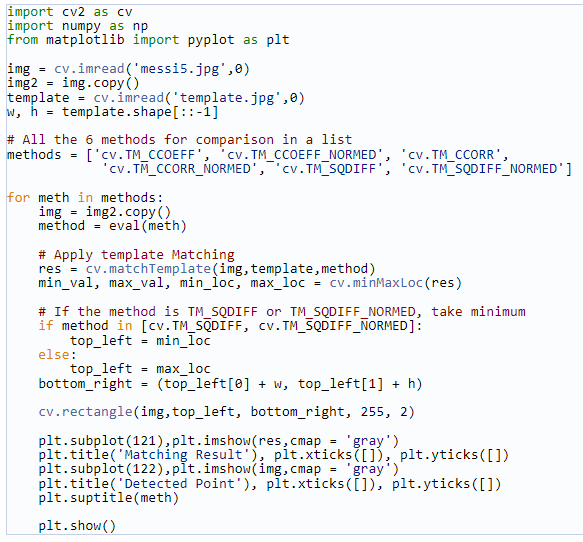 import cv2 as cv
import numpy as np
from matplotlib import pyplot as plt

img = cv.imread('messi5.jpg',0)
img2 = img.copy()
template = cv.imread('template.jpg',0)
w, h = template.shape[::-1]

# All the 6 methods for comparison in a list
methods = ['cv.TM_CCOEFF', 'cv.TM_CCOEFF_NORMED', 'cv.TM_CCORR',
            'cv.TM_CCORR_NORMED', 'cv.TM_SQDIFF', 'cv.TM_SQDIFF_NORMED']

for meth in methods:
    img = img2.copy()
    method = eval(meth)

    # Apply template Matching
    res = cv.matchTemplate(img,template,method)
    min_val, max_val, min_loc, max_loc = cv.minMaxLoc(res)

    # If the method is TM_SQDIFF or TM_SQDIFF_NORMED, take minimum
    if method in [cv.TM_SQDIFF, cv.TM_SQDIFF_NORMED]:
        top_left = min_loc
    else:
        top_left = max_loc
    bottom_right = (top_left[0] + w, top_left[1] + h)

    cv.rectangle(img,top_left, bottom_right, 255, 2)

    plt.subplot(121),plt.imshow(res,cmap = 'gray')
    plt.title('Matching Result'), plt.xticks([]), plt.yticks([])
    plt.subplot(122),plt.imshow(img,cmap = 'gray')
    plt.title('Detected Point'), plt.xticks([]), plt.yticks([])
    plt.suptitle(meth)

    plt.show()